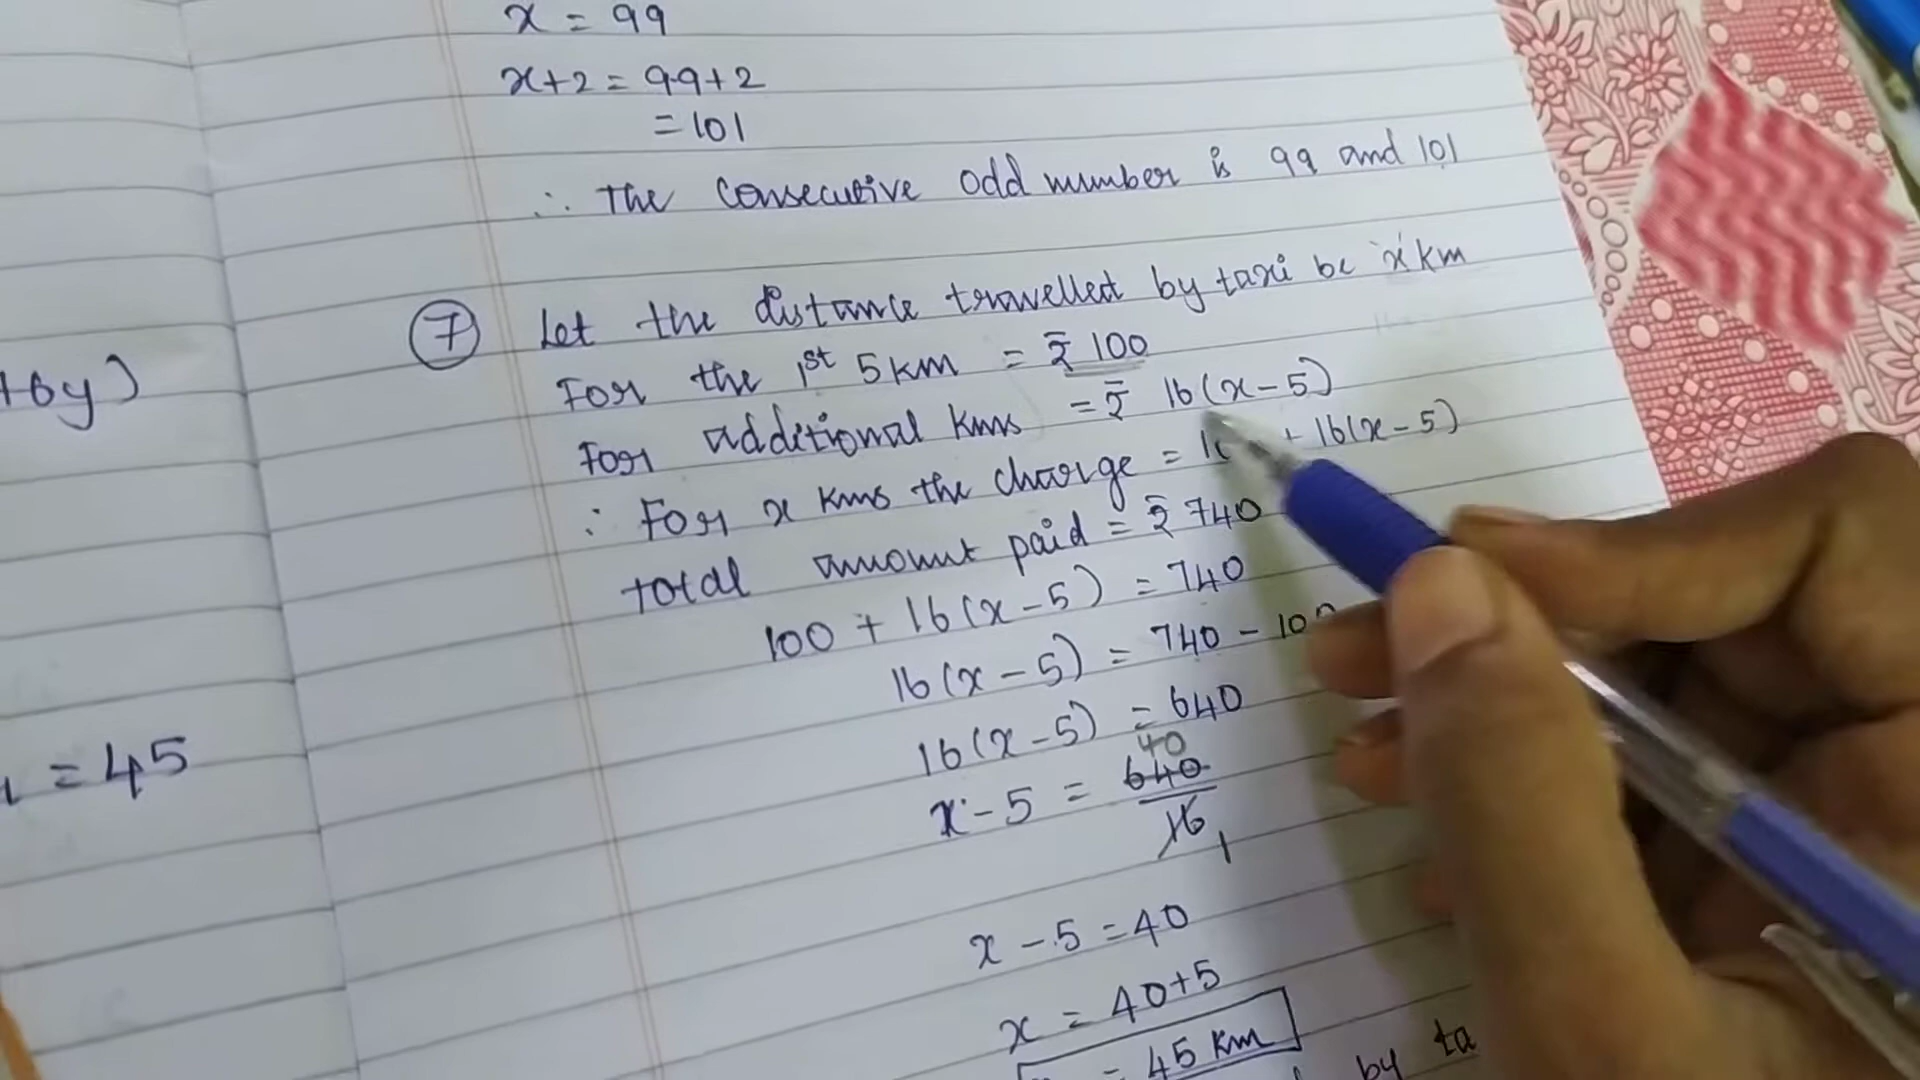 x = 99
x+2 = 99+2
= 101
∴ The Consecutive Odd number is 99 and 101
+6y)
= 45
7 Let the distance travelled by taxi be 'x' km
For the 1st 5 km = ₹ 100
For additional kms = ₹ 16(x-5)
∴ For x kms the charge = + 16(x-5)
total amount paid = ₹ 740
100 + 16(x-5) = 740
16(x-5) = 740 - 100
16(x-5) = 640
40
x-5 = 640
16
1
x-5 = 40
x = 40+5
= 45 km
by ta